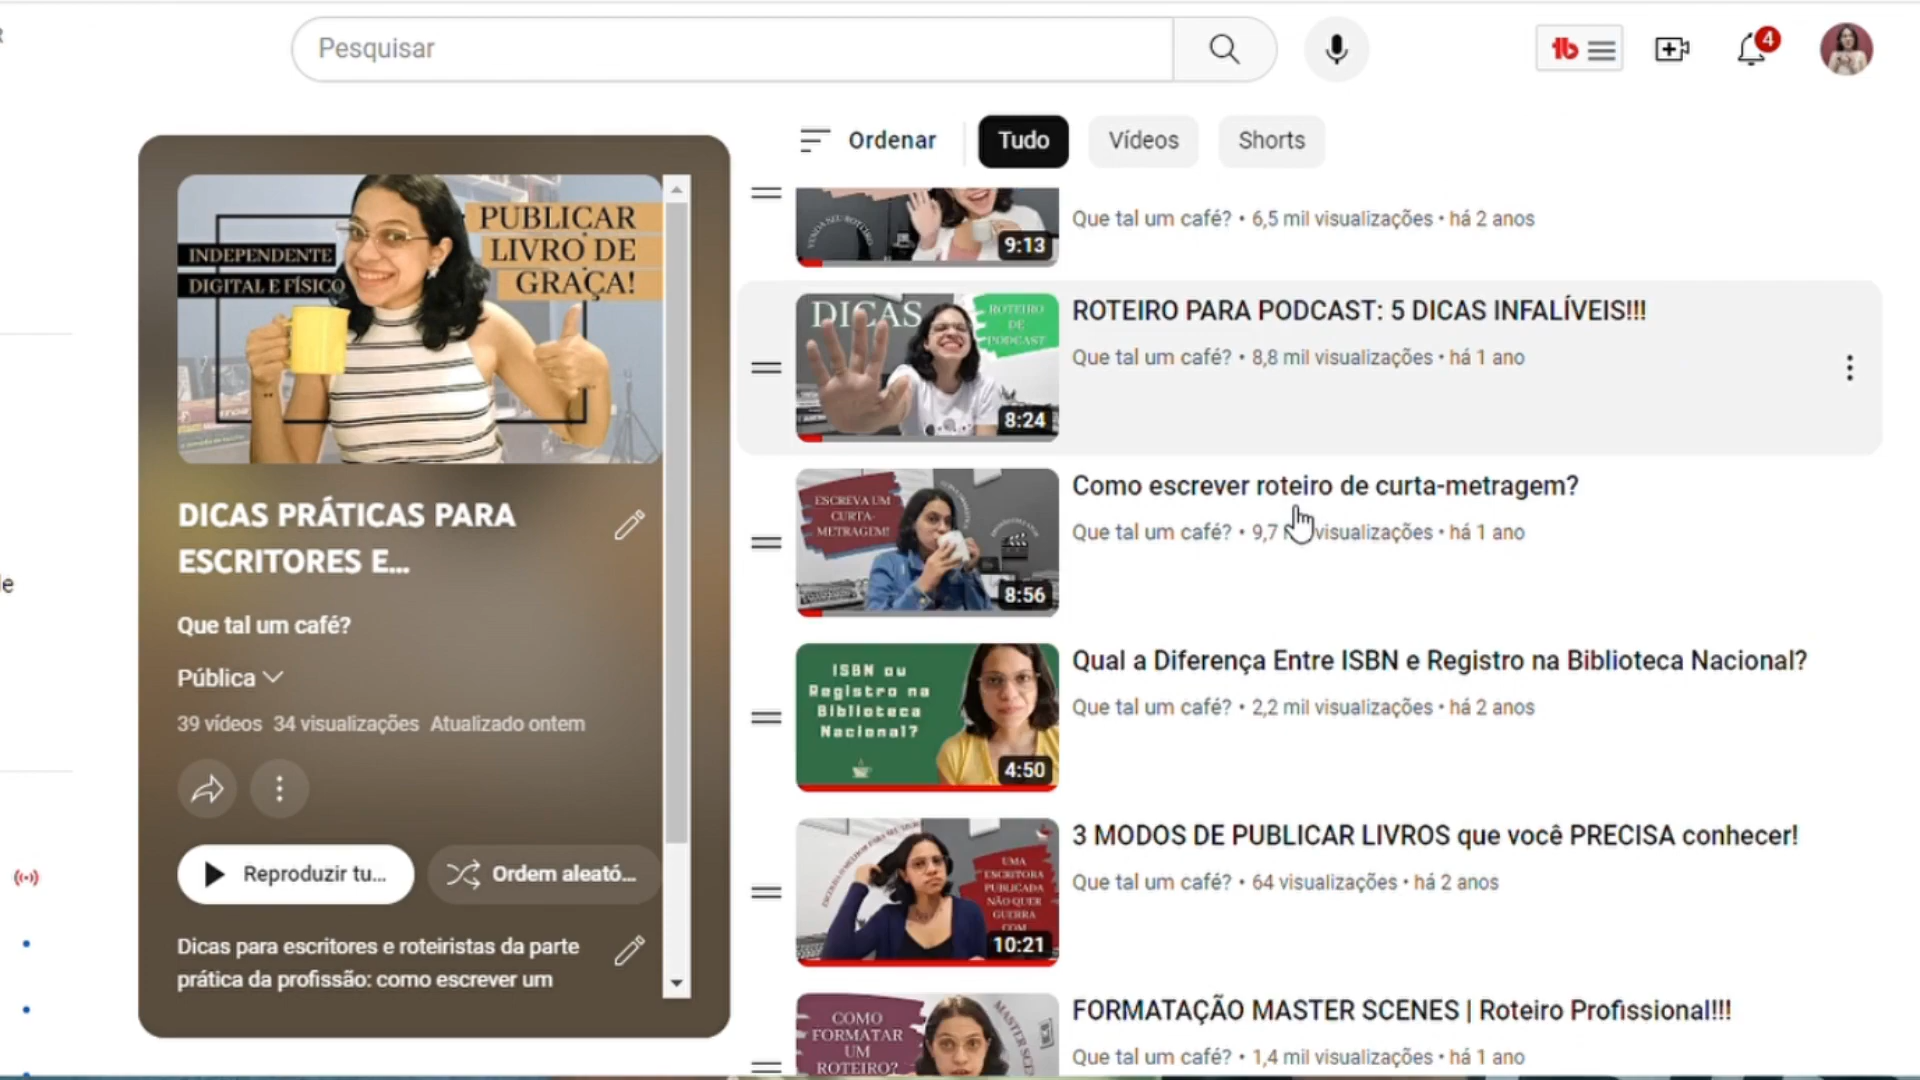 Pesquisar
4
Ordenar
Tudo
Vídeos
Shorts
INDEPENDENTE
DIGITAL E FÍSICO
PUBLICAR
LIVRO DE
GRAÇA!
DICAS PRÁTICAS PARA
ESCRITORES E...
Que tal um café?
Pública
39 vídeos 34 visualizações Atualizado ontem
Reproduzir tu...
Ordem aleató...
Dicas para escritores e roteiristas da parte
prática da profissão: como escrever um
9:13
Que tal um café? • 6,5 mil visualizações • há 2 anos
DICAS
ROTEIRO
DE
PODCAST
8:24
ROTEIRO PARA PODCAST: 5 DICAS INFALÍVEIS!!!
Que tal um café? • 8,8 mil visualizações • há 1 ano
ESCREVA UM
CURTA-
METRAGEM!
8:56
Como escrever roteiro de curta-metragem?
Que tal um café? • 9,7 visualizações • há 1 ano
ISBN ou
Registro na
Biblioteca
Nacional?
4:50
Qual a Diferença Entre ISBN e Registro na Biblioteca Nacional?
Que tal um café? • 2,2 mil visualizações • há 2 anos
UMA
ESCRITORA
PUBLICADA
NÃO QUER
GUERRA
COM
10:21
3 MODOS DE PUBLICAR LIVROS que você PRECISA conhecer!
Que tal um café? • 64 visualizações • há 2 anos
COMO
FORMATAR
UM
ROTEIRO?
FORMATAÇÃO MASTER SCENES | Roteiro Profissional!!!
Que tal um café? • 1,4 mil visualizações • há 1 ano